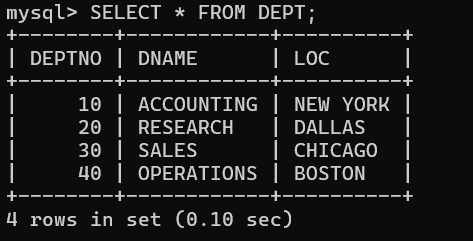 mysql> SELECT * FROM DEPT;
+--------+------------+----------+
| DEPTNO | DNAME      | LOC      |
+--------+------------+----------+
|     10 | ACCOUNTING | NEW YORK |
|     20 | RESEARCH   | DALLAS   |
|     30 | SALES      | CHICAGO  |
|     40 | OPERATIONS | BOSTON   |
+--------+------------+----------+
4 rows in set (0.10 sec)